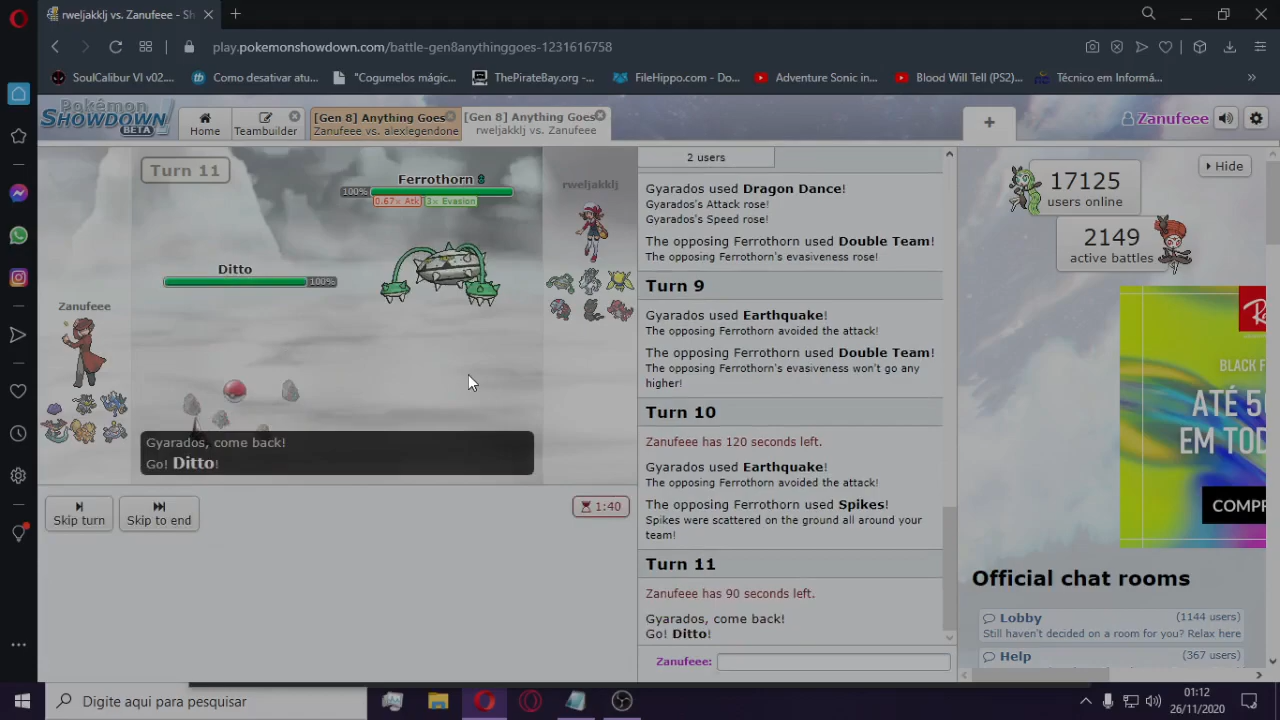 rweljakklj vs. Zanufeee - Sh
play.pokemonshowdown.com/battle-gen8anythinggoes-1231616758
SoulCalibur VI v02....
Como desativar atu...
"Cogumelos mágic...
ThePirateBay.org -...
FileHippo.com - Do...
Adventure Sonic in...
Blood Will Tell (PS2)...
Técnico em Informá...
Pokémon
SHOWDOWN
BETA
Home
Teambuilder
[Gen 8] Anything Goes
Zanufeee vs. alexlegendone
[Gen 8] Anything Goes
rweljakklj vs. Zanufeee
Zanufeee
Turn 11
Ferrothorn
100%
0.67× Atk
3× Evasion
Ditto
100%
Zanufeee
rweljakklj
Gyarados, come back!
Go! Ditto!
Skip turn
Skip to end
1:40
2 users
Gyarados used Dragon Dance!
Gyarados's Attack rose!
Gyarados's Speed rose!
The opposing Ferrothorn used Double Team!
The opposing Ferrothorn's evasiveness rose!
Turn 9
Gyarados used Earthquake!
The opposing Ferrothorn avoided the attack!
The opposing Ferrothorn used Double Team!
The opposing Ferrothorn's evasiveness won't go any
higher!
Turn 10
Zanufeee has 120 seconds left.
Gyarados used Earthquake!
The opposing Ferrothorn avoided the attack!
The opposing Ferrothorn used Spikes!
Spikes were scattered on the ground all around your
team!
Turn 11
Zanufeee has 90 seconds left.
Gyarados, come back!
Go! Ditto!
Zanufeee:
Hide
17125
users online
2149
active battles
BLACK F
ATÉ 5
EM TOD
COMPR
Official chat rooms
Lobby
(1144 users)
Still haven't decided on a room for you? Relax here
Help
(367 users)
Digite aqui para pesquisar
01:12
26/11/2020